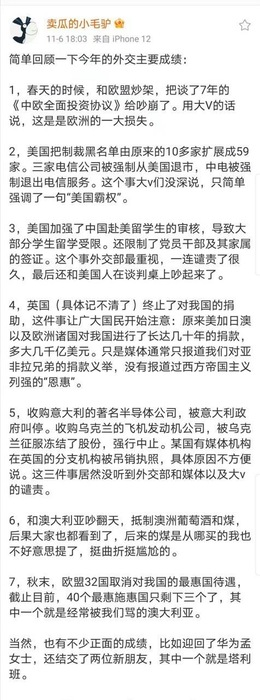 卖瓜的小毛驴
11-6 18:03 来自 iPhone 12
简单回顾一下今年的外交主要成绩：
1，春天的时候，和欧盟炒架，把谈了7年的
《中欧全面投资协议》给吵崩了。用大V的话
说，这是是欧洲的一大损失。
2，美国把制裁黑名单由原来的10多家扩展成59
家。三家电信公司被强制从美国退市，中电被强
制退出电信服务。这个事大v们没深说，只简单
强调了一句“美国霸权”。
3，美国加强了中国赴美留学生的审核，导致大
部分学生留学受限。还限制了党员干部及其家属
的签证。这个事外交部最重视，一连谴责了很
久，最后还和美国人在谈判桌上吵起来了。
4，英国（具体记不清了）终止了对我国的捐
助，这件事让广大国民开始注意：原来美加日澳
以及欧洲诸国对我国进行了长达几十年的捐款，
多大几千亿美元。只是媒体通常只报道我们对亚
非拉兄弟的捐款义举，没有报道过西方帝国主义
列强的“恩惠”。
5，收购意大利的著名半导体公司，被意大利政
府叫停。收购乌克兰的飞机发动机公司，被乌克
兰征服冻结了股份，强行中止。某国有媒体机构
在英国的分支机构被吊销执照，具体原因不方便
说。这三件事居然没听到外交部和媒体以及大v
的谴责。
6，和澳大利亚吵翻天，抵制澳洲葡萄酒和煤，
后果大家也都看到了，后来的煤是从哪买的我也
不好意思提了，挺曲折挺尴尬的。
7，秋末，欧盟32国取消对我国的最惠国待遇，
截止目前，40个最施惠国只剩下三个了，其
中一个就是经常被我们骂的澳大利亚。
当然，也有不少正面的成绩，比如迎回了华为孟
女士，还结交了两位新朋友，其中一个就是塔利
班。